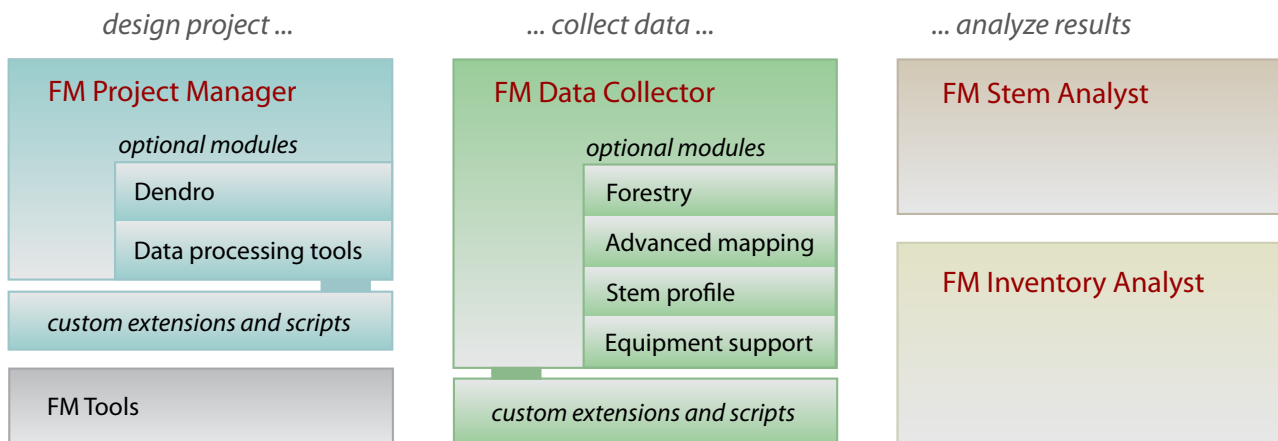 design project ...
... collect data ...
... analyze results
FM Project Manager
optional modules
Dendro
Data processing tools
custom extensions and scripts
FM Tools
FM Data Collector
optional modules
Forestry
Advanced mapping
Stem profile
Equipment support
custom extensions and scripts
FM Stem Analyst
FM Inventory Analyst